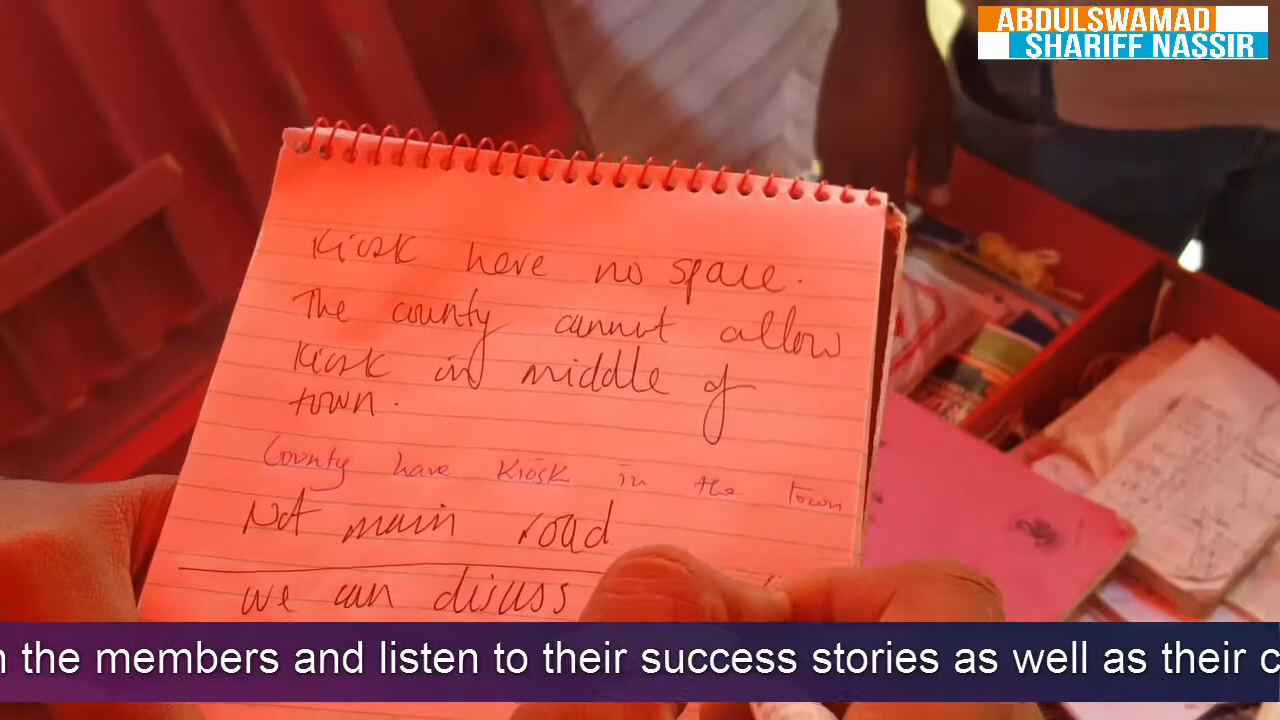 ABDULSWAMAD
SHARIFF NASSIR
Kiosk here no space.
The county cannot allow
Kiosk in middle of
town.
County have Kiosk in the town
Not main road
we can disuss
the members and listen to their success stories as well as their